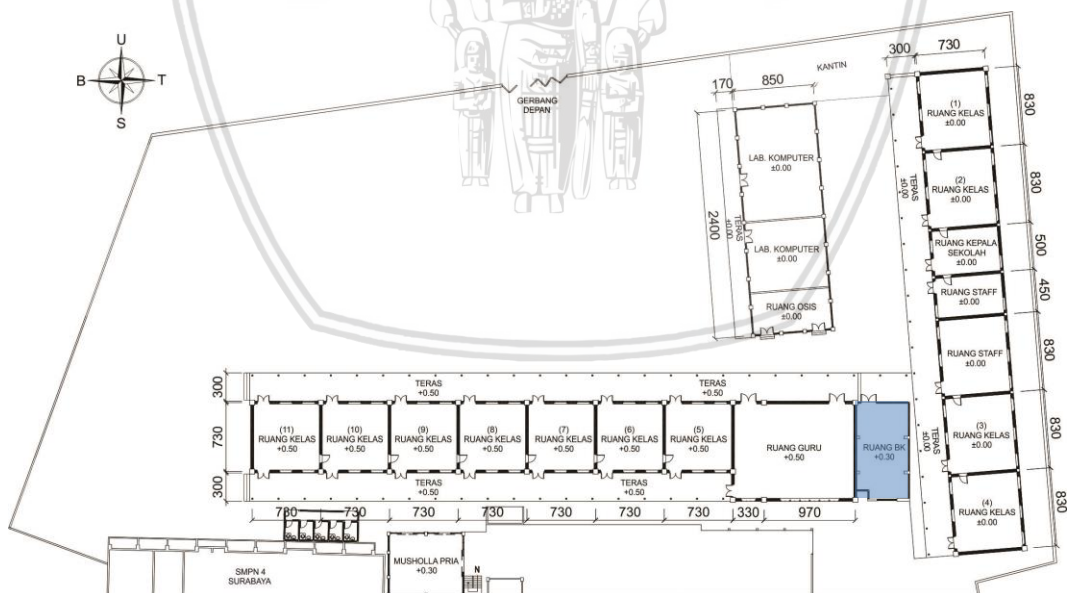 U
B
T
S
GERBANG
DEPAN
KANTIN
170
850
300
730
2400
LAB. KOMPUTER
±0.00
TERAS
±0.00
LAB. KOMPUTER
±0.00
RUANG OSIS
±0.00
TERAS
±0.00
(1)
RUANG KELAS
±0.00
830
(2)
RUANG KELAS
±0.00
830
RUANG KEPALA
SEKOLAH
±0.00
500
RUANG STAFF
±0.00
450
RUANG STAFF
±0.00
830
(3)
RUANG KELAS
±0.00
830
TERAS
±0.00
(4)
RUANG KELAS
±0.00
830
300
TERAS
+0.50
TERAS
+0.50
730
(11)
RUANG KELAS
+0.50
(10)
RUANG KELAS
+0.50
(9)
RUANG KELAS
+0.50
(8)
RUANG KELAS
+0.50
(7)
RUANG KELAS
+0.50
(6)
RUANG KELAS
+0.50
(5)
RUANG KELAS
+0.50
RUANG GURU
+0.50
RUANG BK
+0.30
300
TERAS
+0.50
TERAS
+0.50
730
730
730
730
730
730
730
330
970
SMPN 4
SURABAYA
MUSHOLLA PRIA
+0.30
N